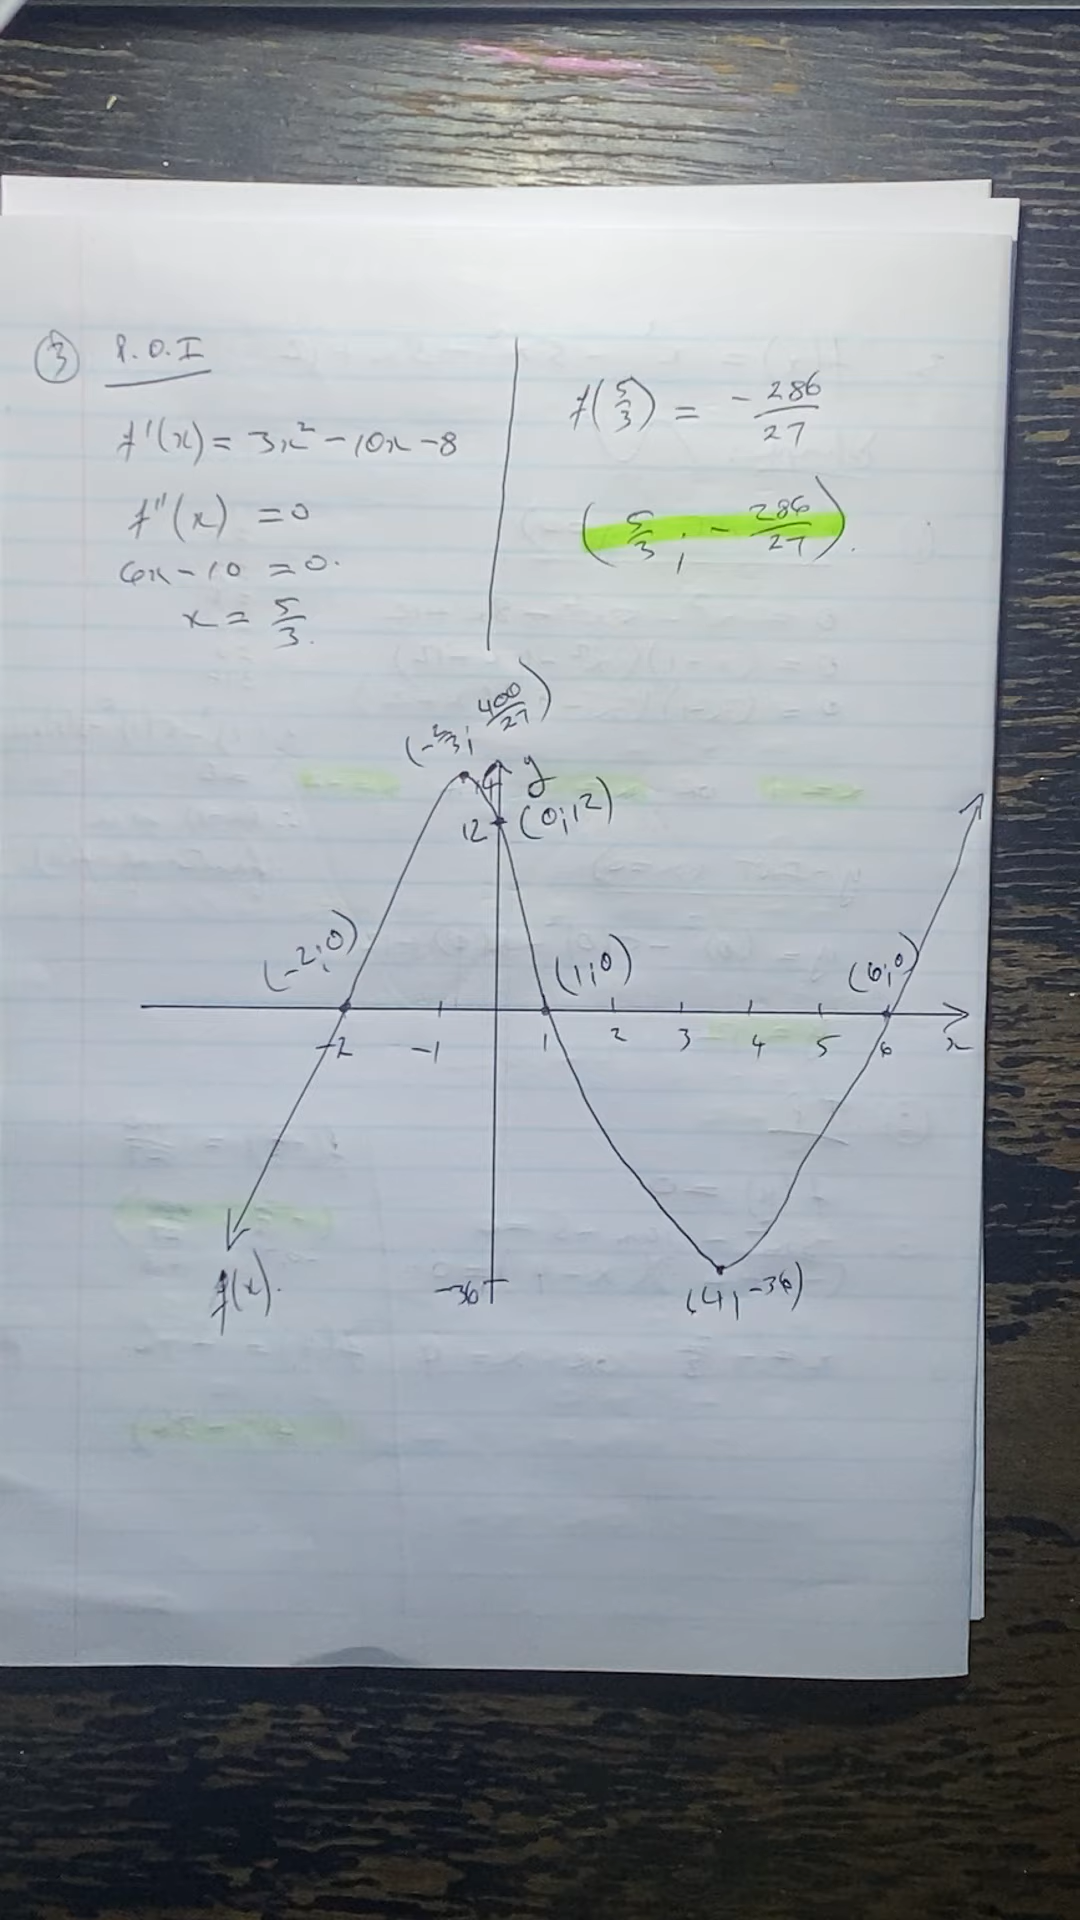 ③ P.O.I
f'(x) = 3x² - 10x - 8
f''(x) = 0
6x - 10 = 0.
x = 5/3.
f(5/3) = - 286/27
(5/3 ; - 286/27).
(-2/3 ; 400/27)
y
12 (0;12)
(-2;0) (1;0) (6;0)
-2 -1 1 2 3 4 5 6 x
f(x).
-36 (4;-36)